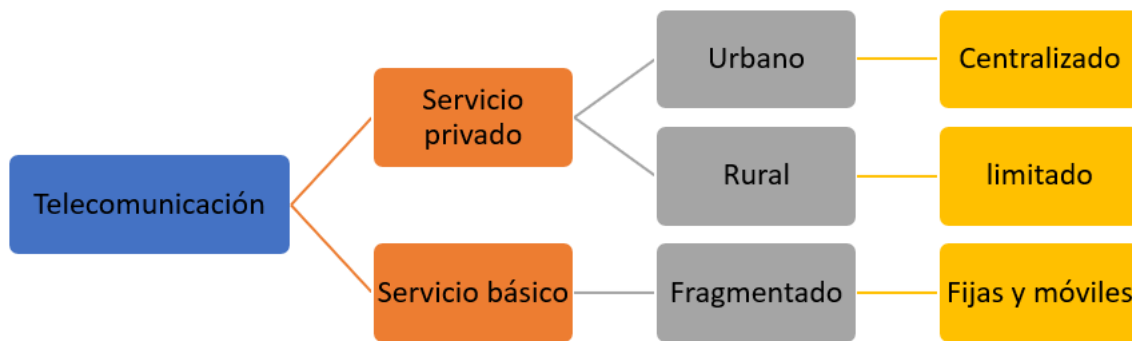 Telecomunicación
Servicio
privado
Servicio básico
Urbano
Rural
Fragmentado
Centralizado
limitado
Fijas y móviles